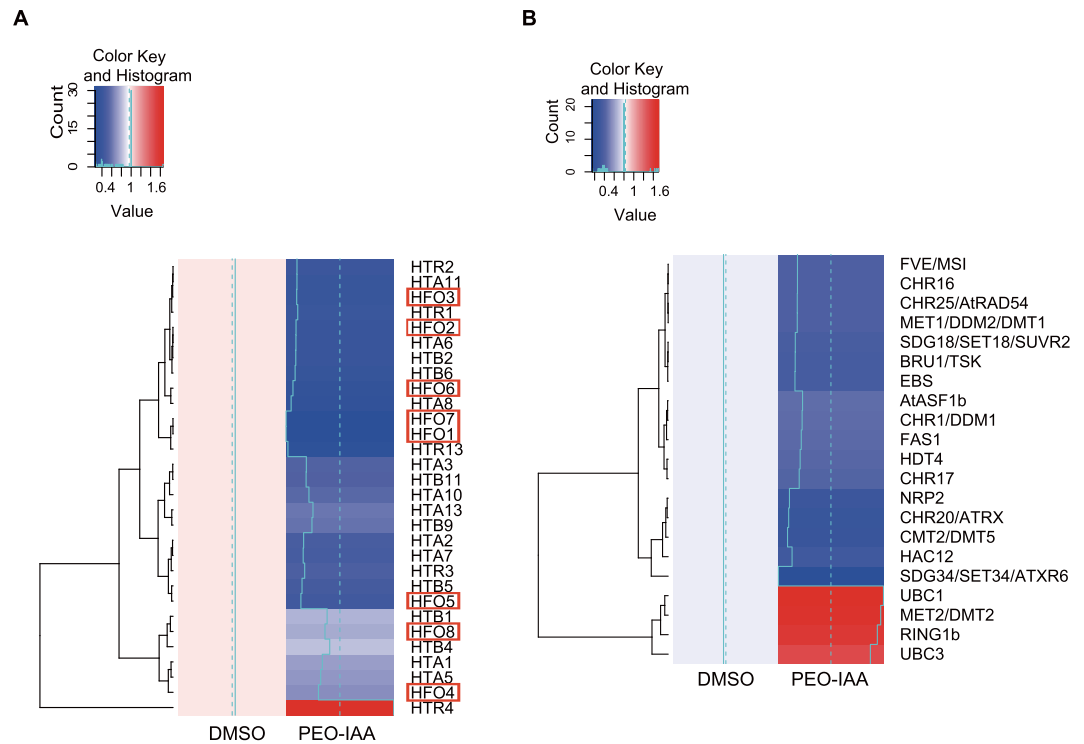 A
Color Key
and Histogram
Count
30
15
0
0.4 1 1.6
Value
HTR2
HTA11
HFO3
HTR1
HFO2
HTA6
HTB2
HTB6
HFO6
HTA8
HFO7
HFO1
HTR13
HTA3
HTB11
HTA10
HTA13
HTB9
HTA2
HTA7
HTR3
HTB5
HFO5
HTB1
HFO8
HTB4
HTA1
HTA5
HFO4
HTR4
DMSO PEO-IAA
B
Color Key
and Histogram
Count
20
10
0
0.4 1 1.6
Value
FVE/MSI
CHR16
CHR25/AtRAD54
MET1/DDM2/DMT1
SDG18/SET18/SUVR2
BRU1/TSK
EBS
AtASF1b
CHR1/DDM1
FAS1
HDT4
CHR17
NRP2
CHR20/ATRX
CMT2/DMT5
HAC12
SDG34/SET34/ATXR6
UBC1
MET2/DMT2
RING1b
UBC3
DMSO PEO-IAA